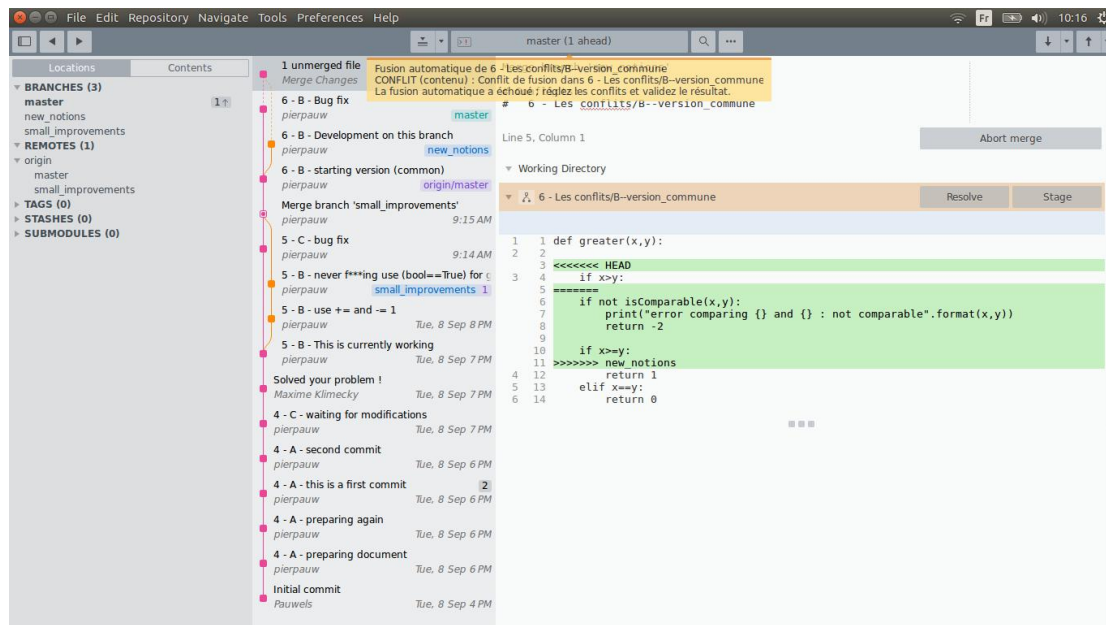 File Edit Repository Navigate Tools Preferences Help
Fr 10:16
master (1 ahead)
Locations Contents
BRANCHES (3)
master 1↑
new_notions
small_improvements
REMOTES (1)
origin
master
small_improvements
TAGS (0)
STASHES (0)
SUBMODULES (0)
1 unmerged file
Merge Changes
6 - B - Bug fix
pierpauw master
6 - B - Development on this branch
pierpauw new_notions
6 - B - starting version (common)
pierpauw origin/master
Merge branch 'small_improvements'
pierpauw 9:15 AM
5 - C - bug fix
pierpauw 9:14 AM
5 - B - never f***ing use (bool==True) for g
pierpauw small_improvements 1
5 - B - use += and -= 1
pierpauw Tue, 8 Sep 8 PM
5 - B - This is currently working
pierpauw Tue, 8 Sep 7 PM
Solved your problem !
Maxime Klimecky Tue, 8 Sep 7 PM
4 - C - waiting for modifications
pierpauw Tue, 8 Sep 7 PM
4 - A - second commit
pierpauw Tue, 8 Sep 6 PM
4 - A - this is a first commit 2
pierpauw Tue, 8 Sep 6 PM
4 - A - preparing again
pierpauw Tue, 8 Sep 6 PM
4 - A - preparing document
pierpauw Tue, 8 Sep 6 PM
Initial commit
Pauwels Tue, 8 Sep 4 PM
Fusion automatique de 6 - Les conflits/B--version_commune
CONFLIT (contenu) : Conflit de fusion dans 6 - Les conflits/B--version_commune
La fusion automatique a échoué ; réglez les conflits et validez le résultat.
# 6 - Les conflits/B--version_commune
Line 5, Column 1 Abort merge
Working Directory
6 - Les conflits/B--version_commune Resolve Stage
1 1 def greater(x,y):
2 2
3 <<<<<<< HEAD
3 4 if x>y:
5 =======
6 if not isComparable(x,y):
7 print("error comparing {} and {} : not comparable".format(x,y))
8 return -2
9
10 if x>=y:
11 >>>>>>> new_notions
4 12 return 1
5 13 elif x==y:
6 14 return 0